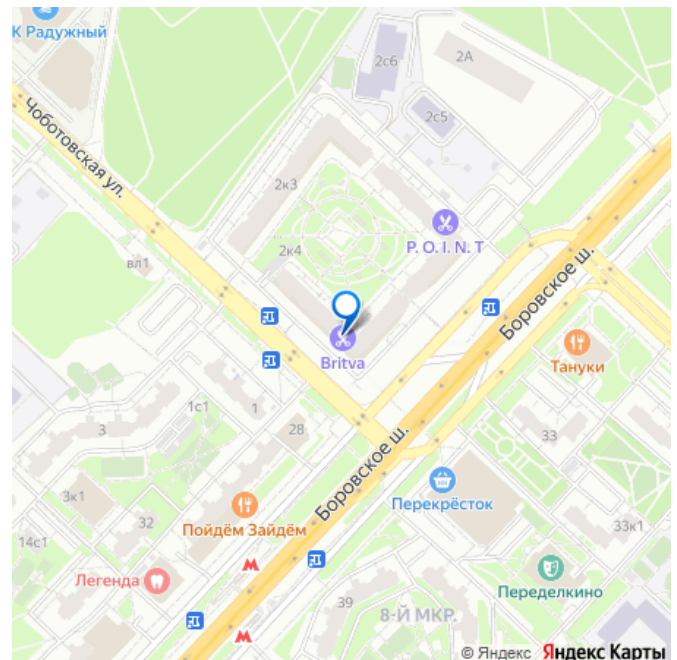 К Радужный
2с6
2А
2с5
Чоботовская ул.
2к3
P. O. I. N. T
2к4
вл1
Боровское ш.
Britva
Тануки
1с1
1
3
28
33
Боровское ш.
Перекрёсток
3к1
Пойдём Зайдём
32
33к1
14с1
М
Легенда
Переделкино
39
8-Й МКР.
М
© Яндекс Яндекс Карты